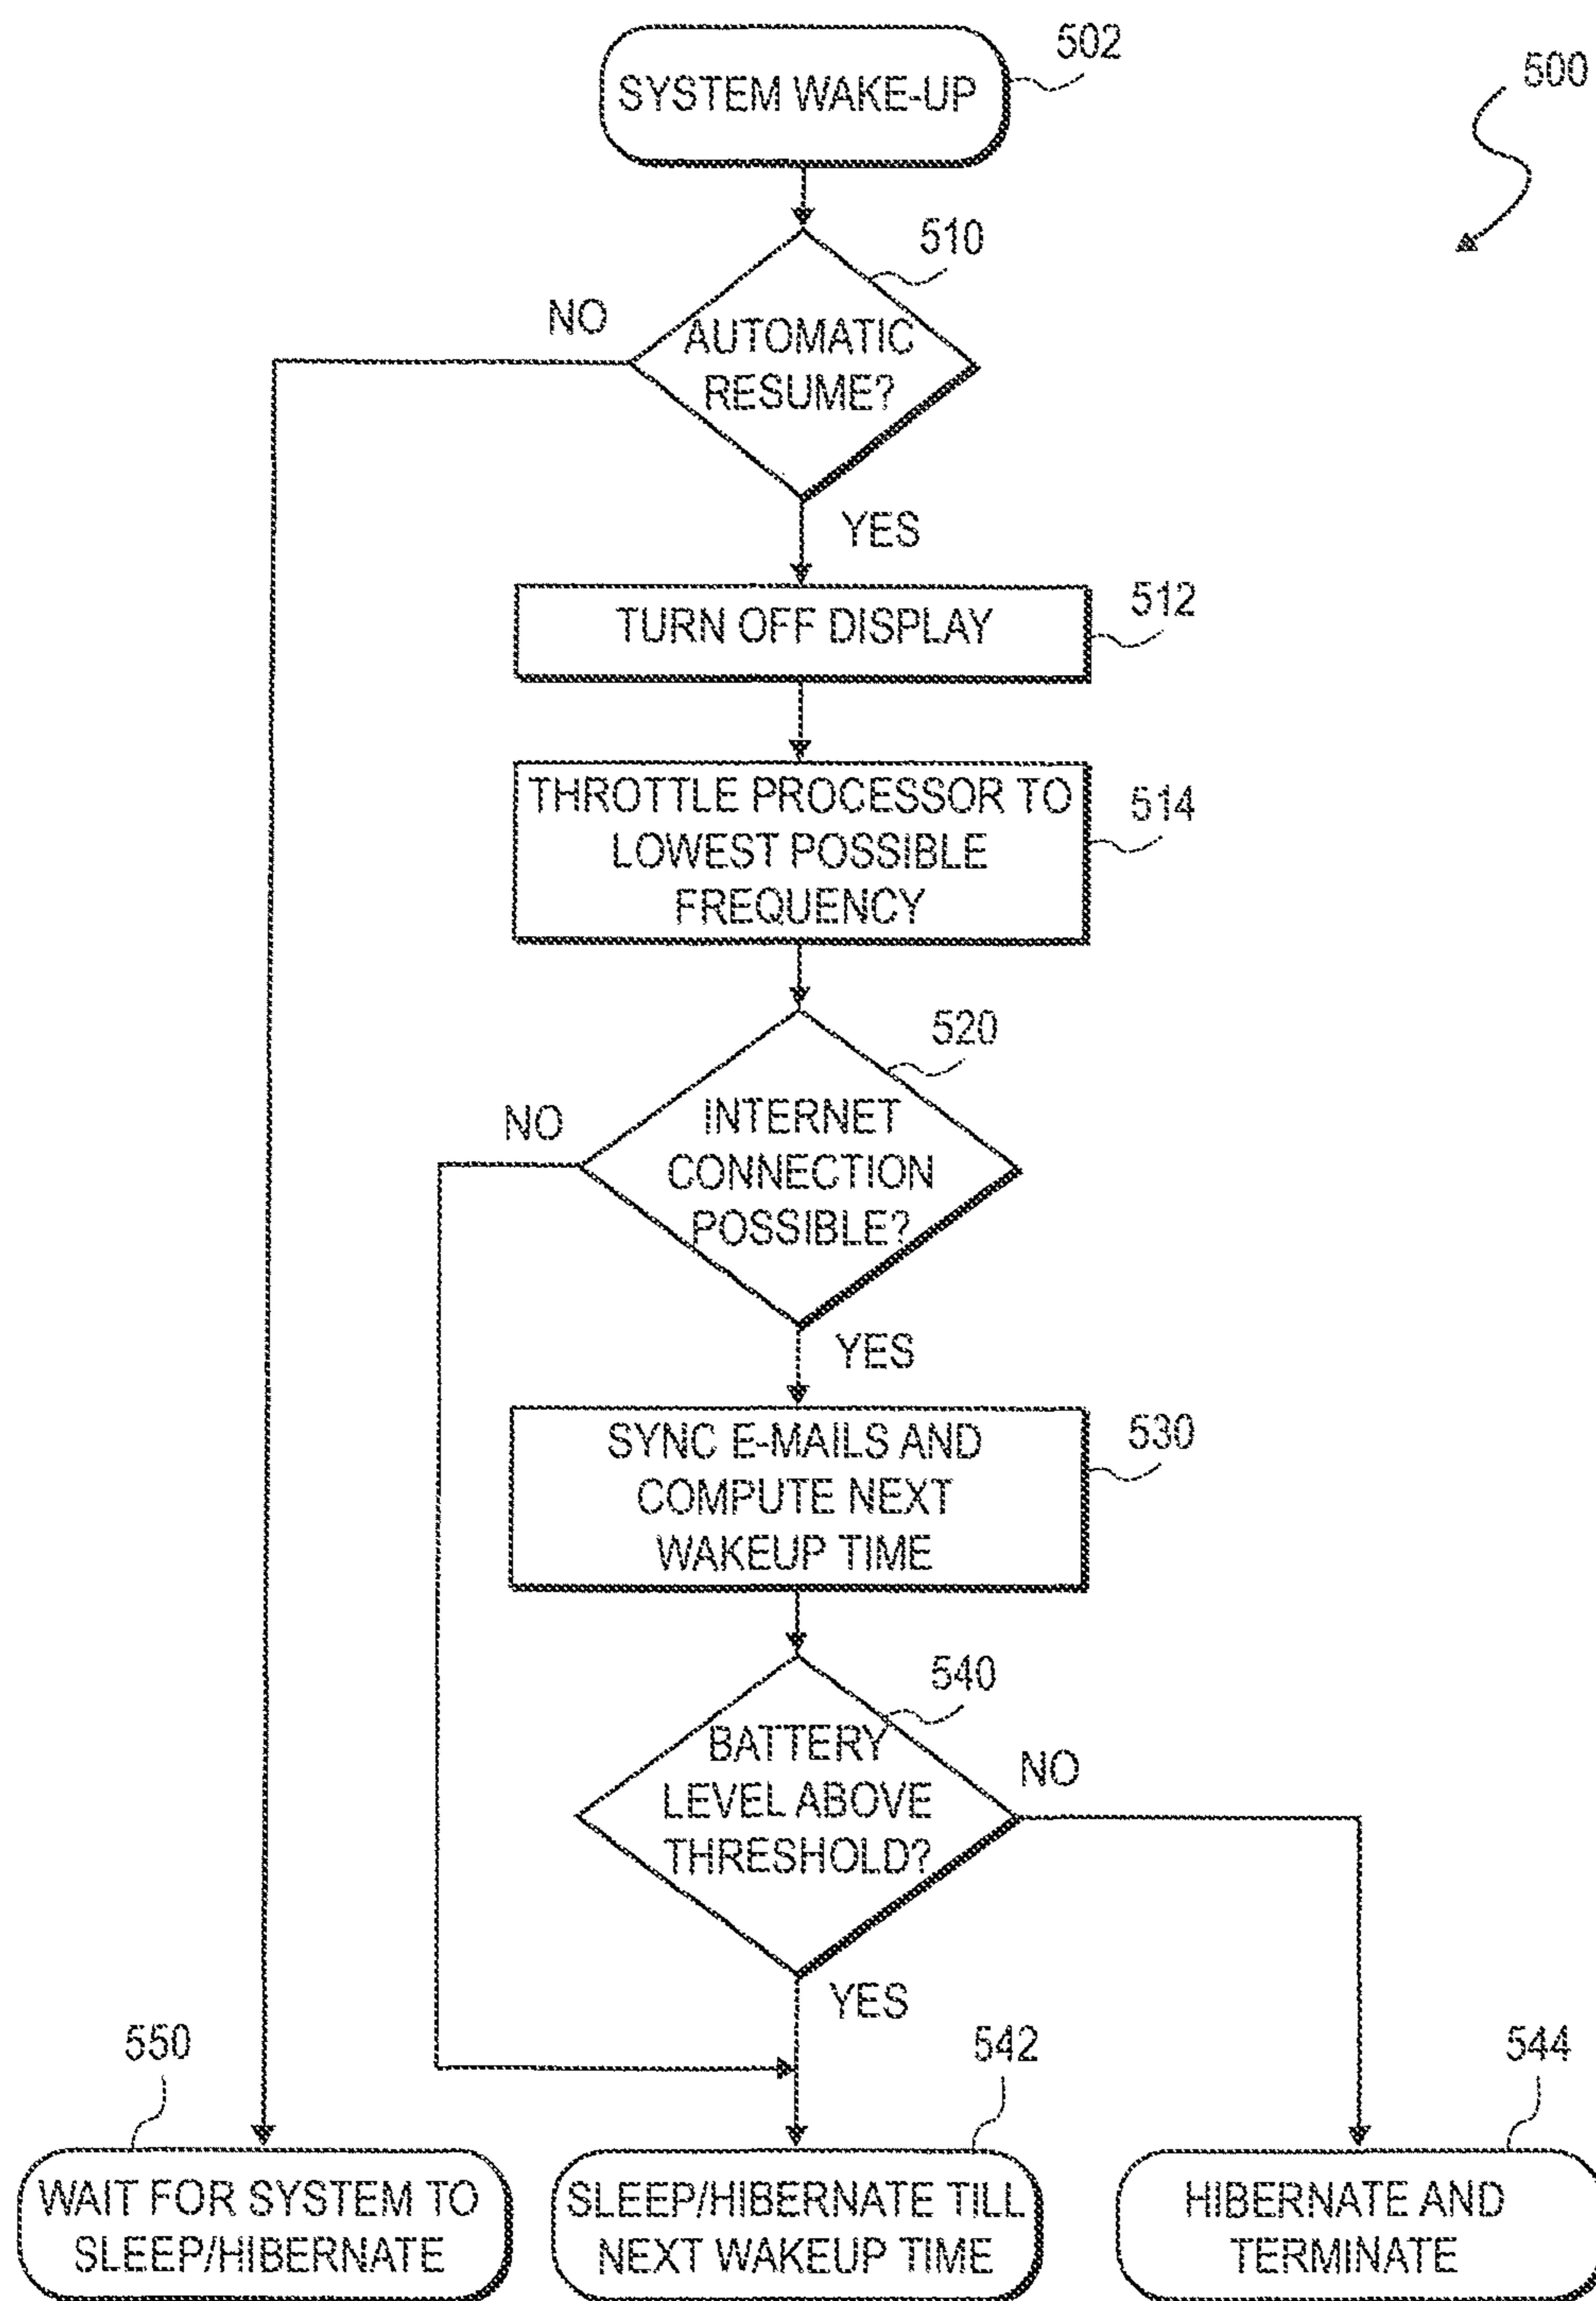 502
SYSTEM WAKE-UP
500
510
NO
AUTOMATIC
RESUME?
YES
512
TURN OFF DISPLAY
THROTTLE PROCESSOR TO
LOWEST POSSIBLE
FREQUENCY
514
520
NO
INTERNET
CONNECTION
POSSIBLE?
YES
SYNC E-MAILS AND
COMPUTE NEXT
WAKEUP TIME
530
540
BATTERY
LEVEL ABOVE
THRESHOLD?
NO
YES
550
542
544
WAIT FOR SYSTEM TO
SLEEP/HIBERNATE
SLEEP/HIBERNATE TILL
NEXT WAKEUP TIME
HIBERNATE AND
TERMINATE